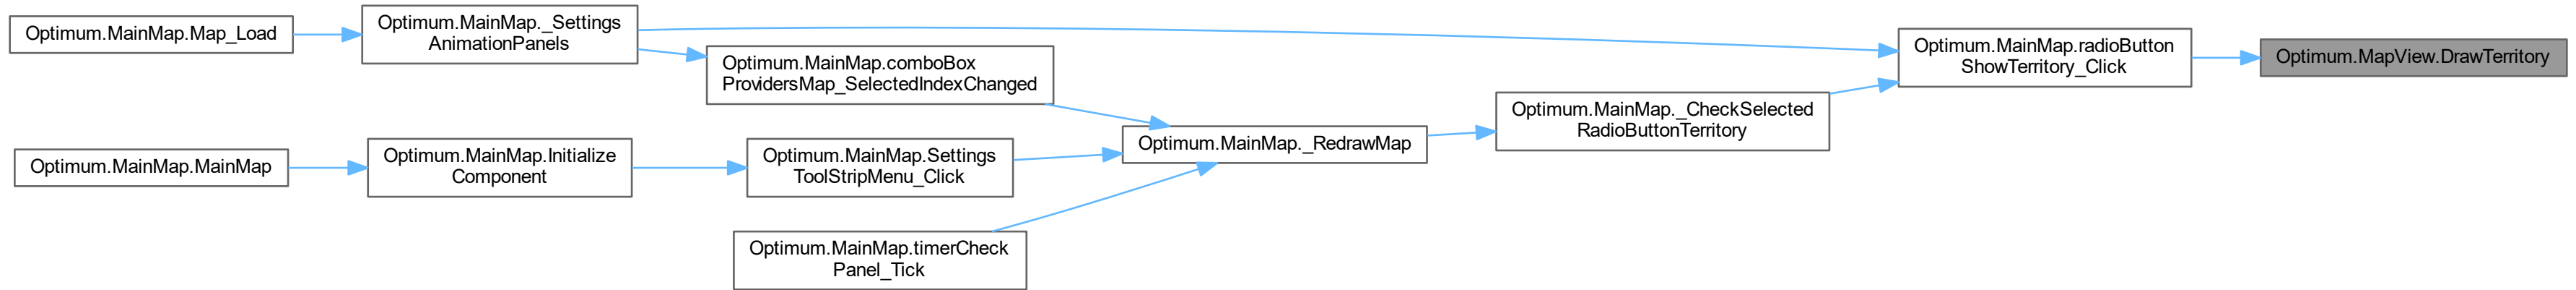 Optimum.MainMap.Map_Load
Optimum.MainMap._Settings
AnimationPanels
Optimum.MainMap.comboBox
ProvidersMap_SelectedIndexChanged
Optimum.MainMap.radioButton
ShowTerritory_Click
Optimum.MapView.DrawTerritory
Optimum.MainMap._CheckSelected
RadioButtonTerritory
Optimum.MainMap._RedrawMap
Optimum.MainMap.MainMap
Optimum.MainMap.Initialize
Component
Optimum.MainMap.Settings
ToolStripMenu_Click
Optimum.MainMap.timerCheck
Panel_Tick